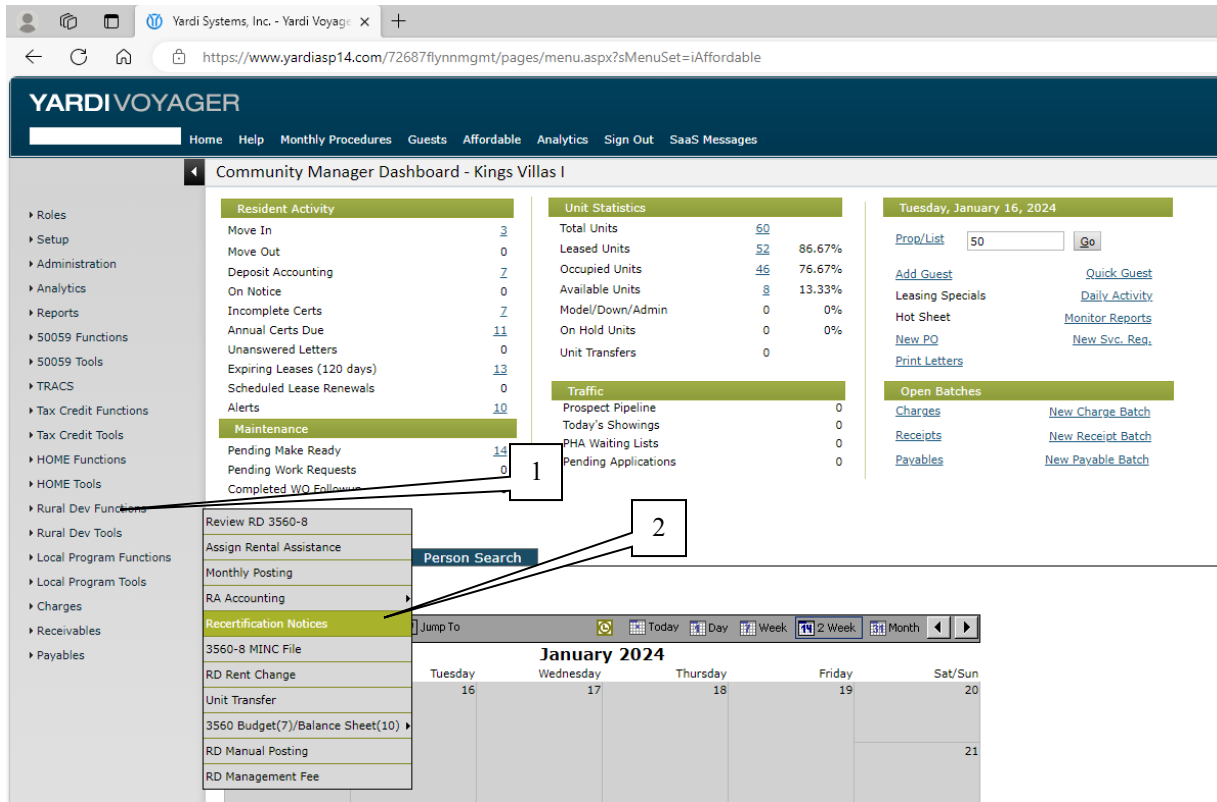 Yardi Systems, Inc. - Yardi Voyage
https://www.yardiasp14.com/72687flynnmgmt/pages/menu.aspx?sMenuSet=iAffordable
YARDI VOYAGER
Home Help Monthly Procedures Guests Affordable Analytics Sign Out SaaS Messages
Community Manager Dashboard - Kings Villas I
Roles
Setup
Administration
Analytics
Reports
50059 Functions
50059 Tools
TRACS
Tax Credit Functions
Tax Credit Tools
HOME Functions
HOME Tools
Rural Dev Functions
Rural Dev Tools
Local Program Functions
Local Program Tools
Charges
Receivables
Payables
Resident Activity
Move In 3
Move Out 0
Deposit Accounting 7
On Notice 0
Incomplete Certs 7
Annual Certs Due 11
Unanswered Letters 0
Expiring Leases (120 days) 13
Scheduled Lease Renewals 0
Alerts 10
Maintenance
Pending Make Ready 14
Pending Work Requests 0
Completed WO Followup
Unit Statistics
Total Units 60
Leased Units 52 86.67%
Occupied Units 46 76.67%
Available Units 8 13.33%
Model/Down/Admin 0 0%
On Hold Units 0 0%
Unit Transfers 0
Traffic
Prospect Pipeline 0
Today's Showings 0
PHA Waiting Lists 0
Pending Applications 0
Tuesday, January 16, 2024
Prop/List 50 Go
Add Guest Quick Guest
Leasing Specials Daily Activity
Hot Sheet Monitor Reports
New PO New Svc. Req.
Print Letters
Open Batches
Charges New Charge Batch
Receipts New Receipt Batch
Payables New Payable Batch
1
2
Review RD 3560-8
Assign Rental Assistance
Monthly Posting
RA Accounting
Recertification Notices
3560-8 MINC File
RD Rent Change
Unit Transfer
3560 Budget(7)/Balance Sheet(10)
RD Manual Posting
RD Management Fee
Person Search
Jump To Today Day Week 14 2 Week Month
January 2024
Tuesday Wednesday Thursday Friday Sat/Sun
16 17 18 19 20
21